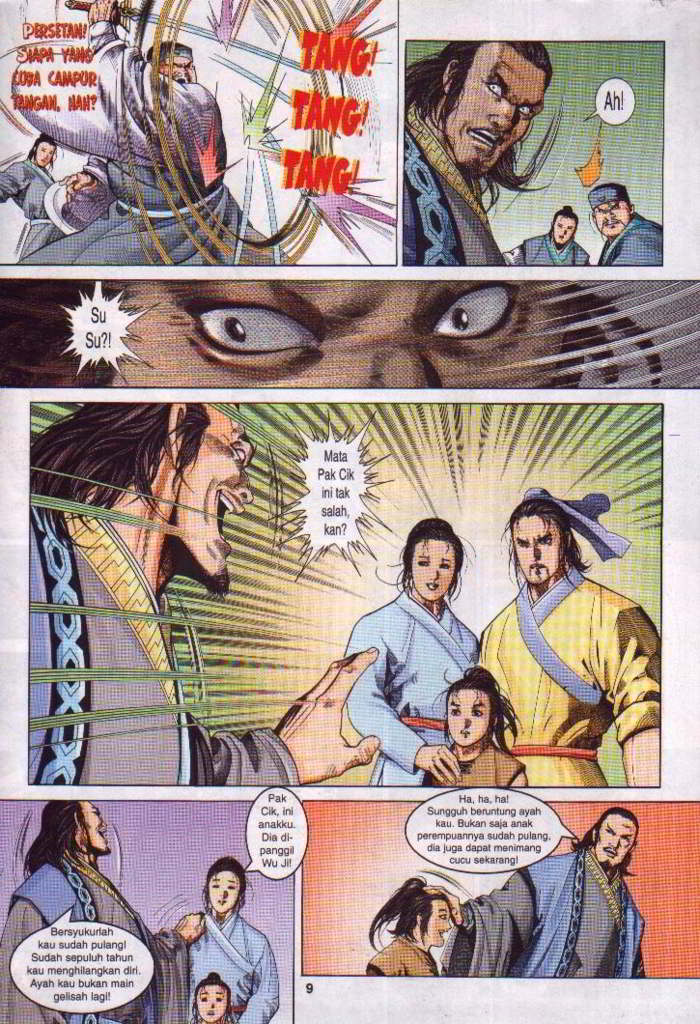 PERSETAN!
SIAPA YANG
CUBA CAMPUR
TANGAN, HAH?
TANG!
TANG!
TANG!
Ah!
Su
Su?!
Mata
Pak Cik
ini tak
salah,
kan?
Pak
Cik, ini
anakku.
Dia di-
panggil
Wu Ji!
Bersyukurlah
kau sudah pulang!
Sudah sepuluh tahun
kau menghilangkan diri.
Ayah kau bukan main
gelisah lagi!
Ha, ha, ha!
Sungguh beruntung ayah
kau. Bukan saja anak
perempuannya sudah pulang,
dia juga dapat menimang
cucu sekarang!
9